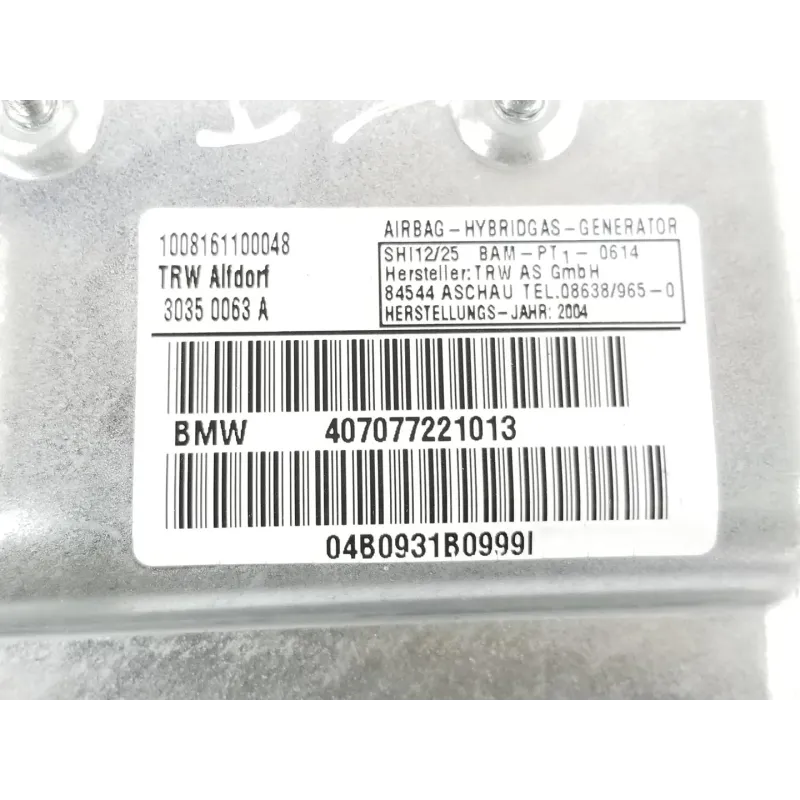 1008161100048
TRW Alfdorf
3035 0063 A
AIRBAG-HYBRIDGAS-GENERATOR
SHI12/25 BAM-PT1-0614
Hersteller:TRW AS GmbH
84544 ASCHAU TEL.08638/965-0
HERSTELLUNGS-JAHR: 2004
BMW 407077221013
04B0931B0999I